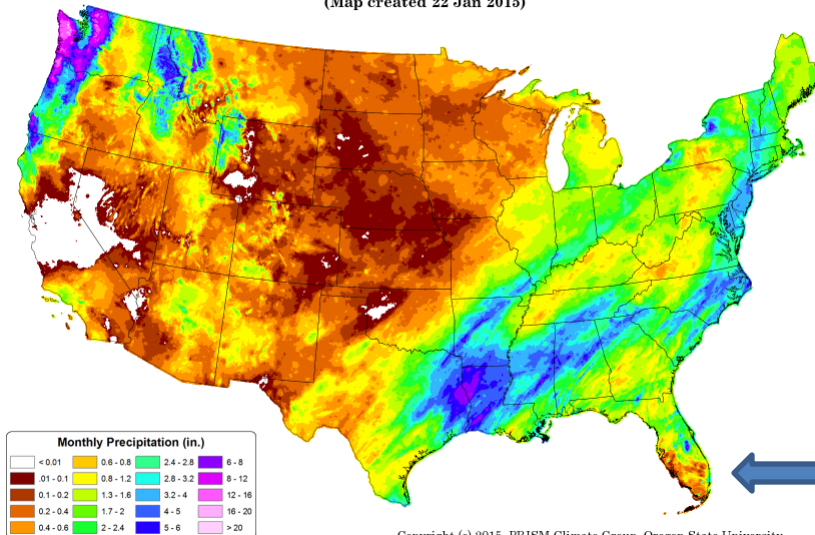 (Map created 22 Jan 2015)
Monthly Precipitation (in.)
< 0.01 0.6 - 0.8 2.4 - 2.8 6 - 8
.01 - 0.1 0.8 - 1.2 2.8 - 3.2 8 - 12
0.1 - 0.2 1.3 - 1.6 3.2 ~ 4 12 - 16
0.2 - 0.4 1.7 - 2 4 - 5 16 - 20
0.4 - 0.6 2 - 2.4 5 - 6 > 20
Copyright (c) 2015, PRISM Climate Group, Oregon State University